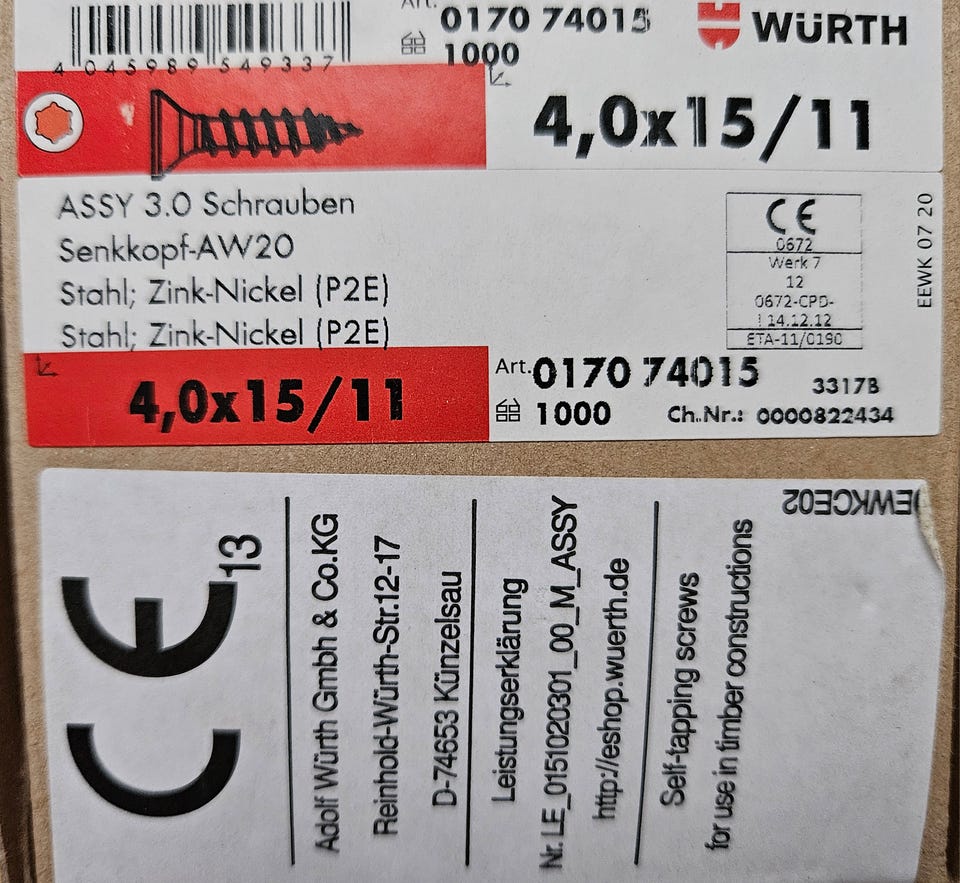 4045989549337
Art. 0170 74015
1000
WÜRTH
4,0x15/11
ASSY 3.0 Schrauben
Senkkopf-AW20
Stahl; Zink-Nickel (P2E)
Stahl; Zink-Nickel (P2E)
CE
0672
Werk 7
12
0672-CPD-
I 14.12.12
ETA-11/0190
EEWK 07 20
4,0x15/11
Art. 0170 74015
3317B
1000
Ch.Nr.: 0000822434
CE
13
Adolf Würth Gmbh & Co.KG
Reinhold-Würth-Str.12-17
D-74653 Künzelsau
Leistungserklärung
Nr. LE_0151020301_00_M_ASSY
http://eshop.wuerth.de
Self-tapping screws
for use in timber constructions